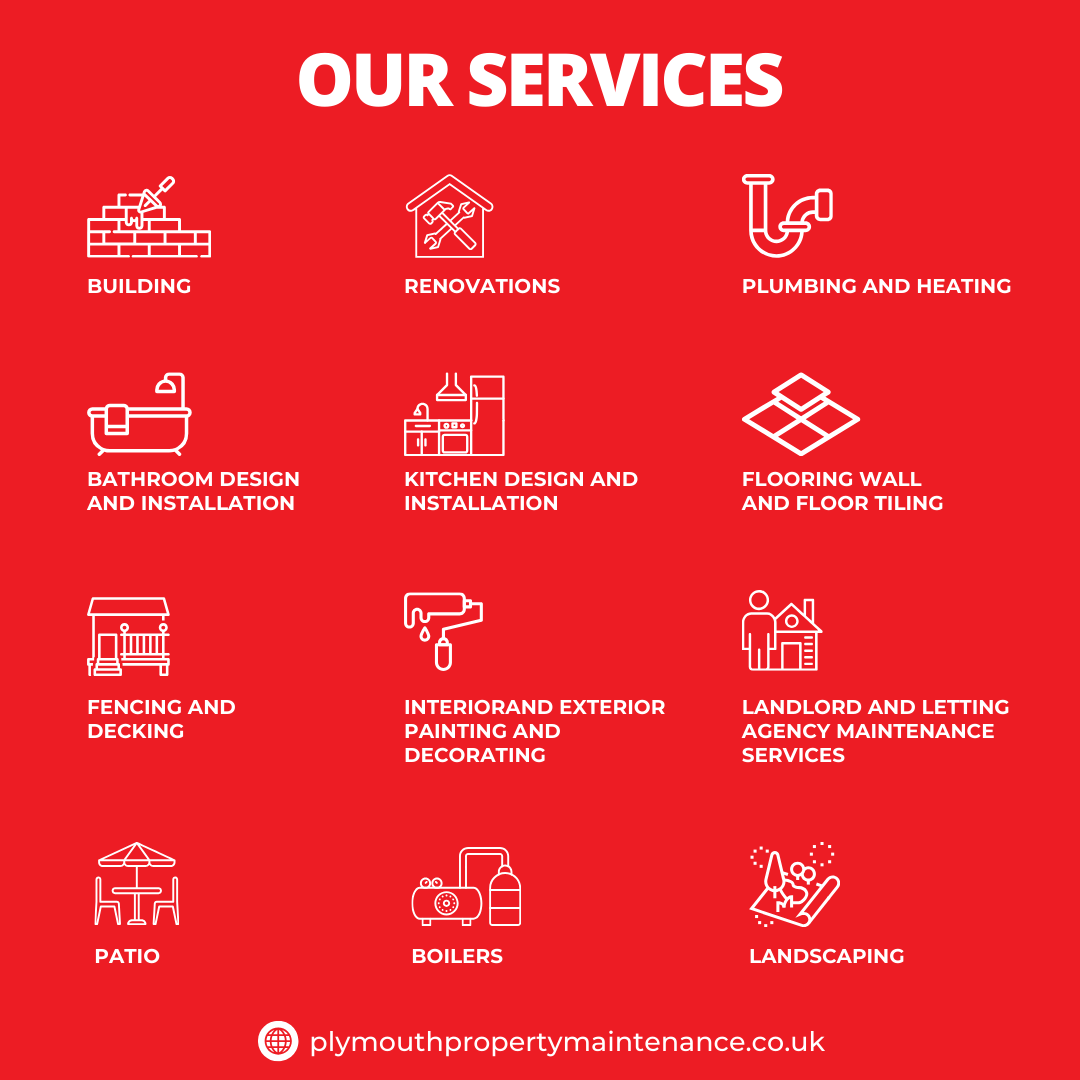 OUR SERVICES
BUILDING
RENOVATIONS
PLUMBING AND HEATING
BATHROOM DESIGN
AND INSTALLATION
KITCHEN DESIGN AND
INSTALLATION
FLOORING WALL
AND FLOOR TILING
FENCING AND
DECKING
INTERIORAND EXTERIOR
PAINTING AND
DECORATING
LANDLORD AND LETTING
AGENCY MAINTENANCE
SERVICES
PATIO
BOILERS
LANDSCAPING
plymouthpropertymaintenance.co.uk